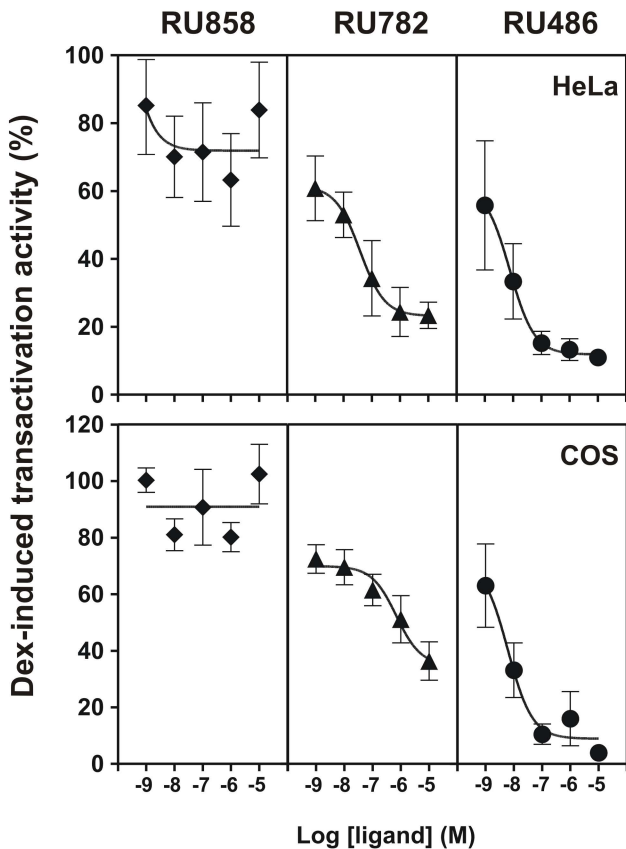 RU858 RU782 RU486
Dex-induced transactivation activity (%)
100
80
60
40
20
0
HeLa
120
100
80
60
40
20
0
COS
-9 -8 -7 -6 -5 -9 -8 -7 -6 -5 -9 -8 -7 -6 -5
Log [ligand] (M)